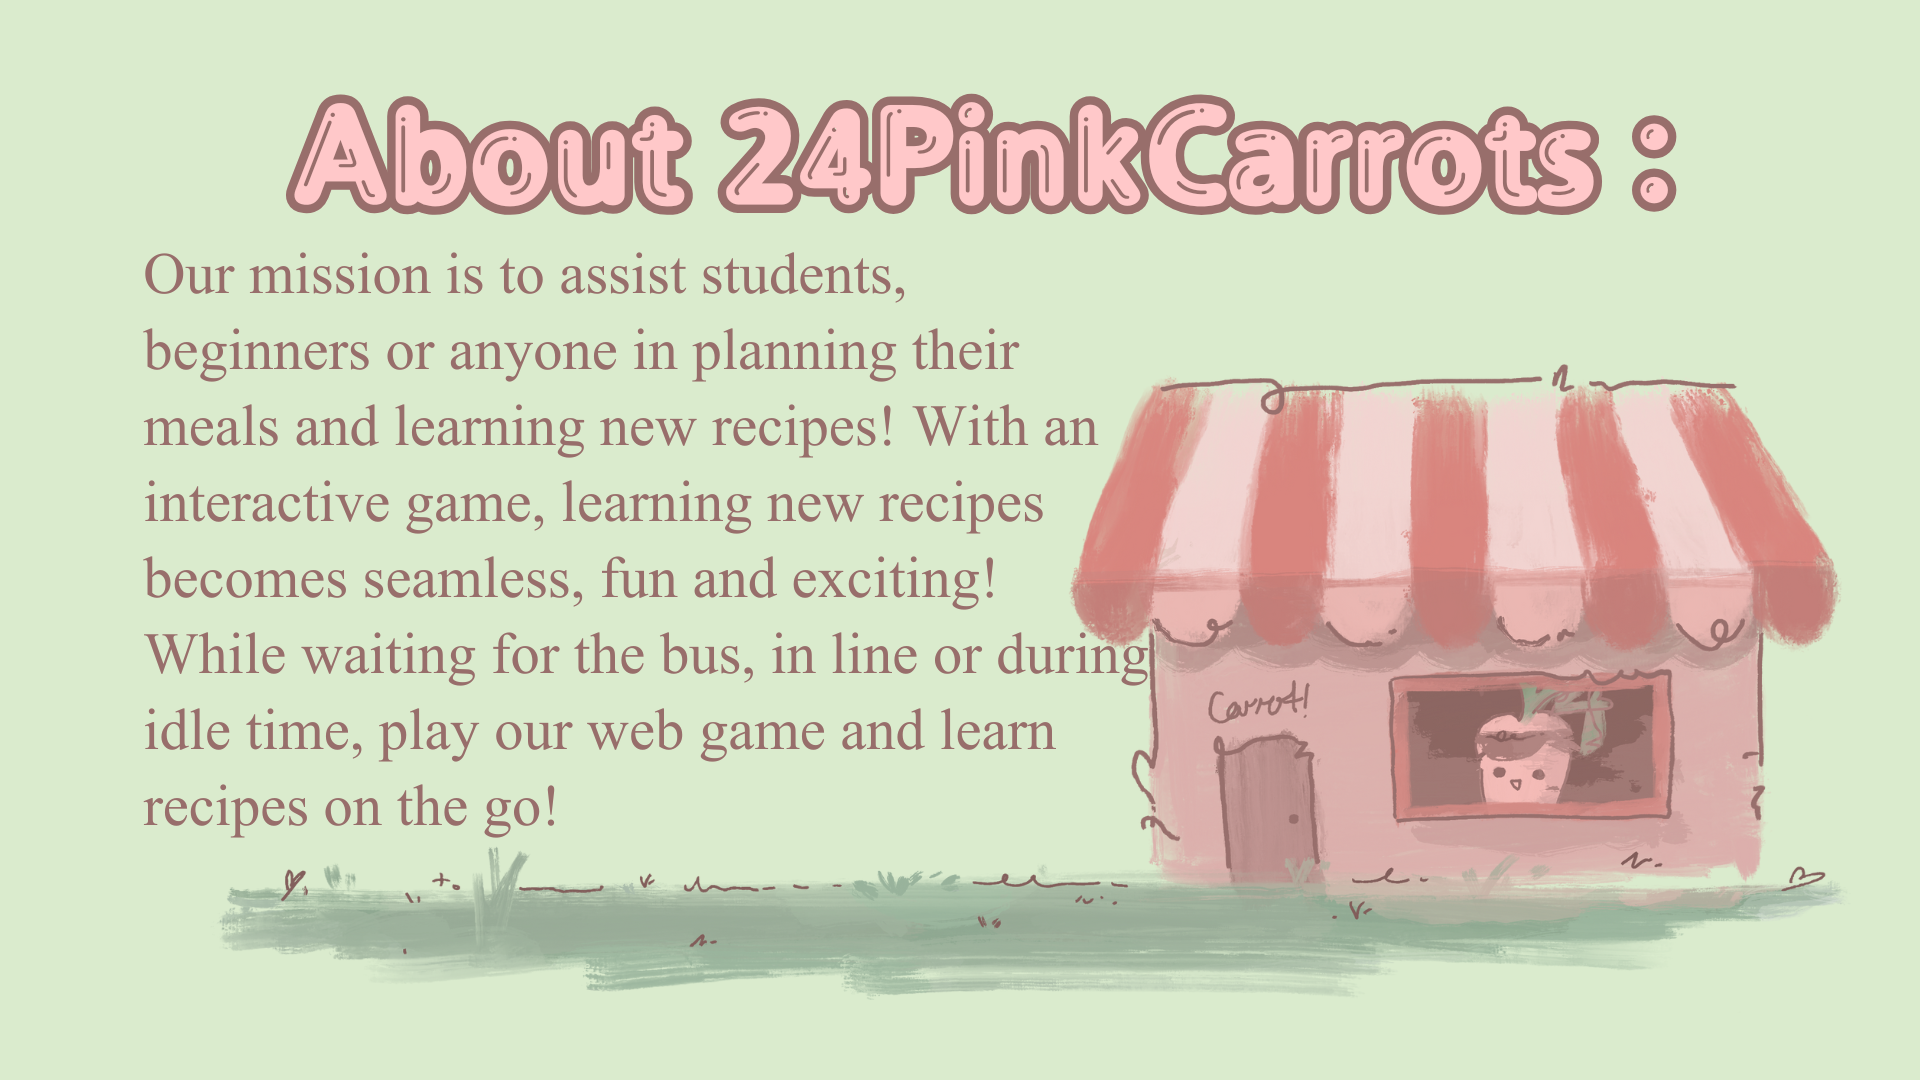 About 24PinkCarrots :
Our mission is to assist students,
beginners or anyone in planning their
meals and learning new recipes! With an
interactive game, learning new recipes
becomes seamless, fun and exciting!
While waiting for the bus, in line or during
idle time, play our web game and learn
recipes on the go!
Carrot!